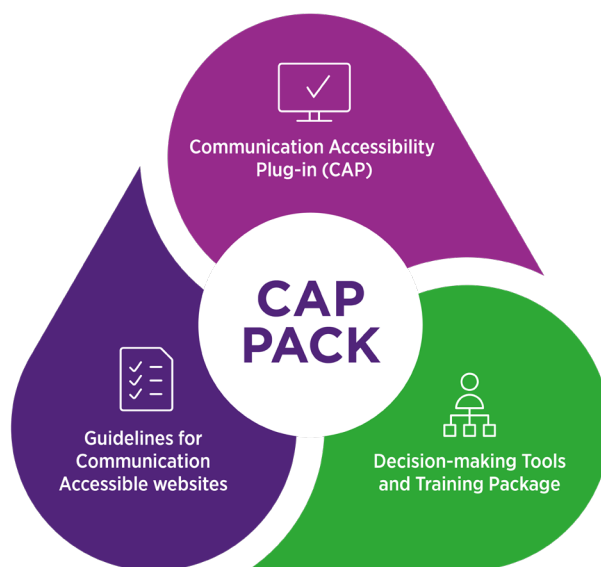 Communication Accessibility
Plug-in (CAP)
CAP
PACK
Guidelines for
Communication
Accessible websites
Decision-making Tools
and Training Package